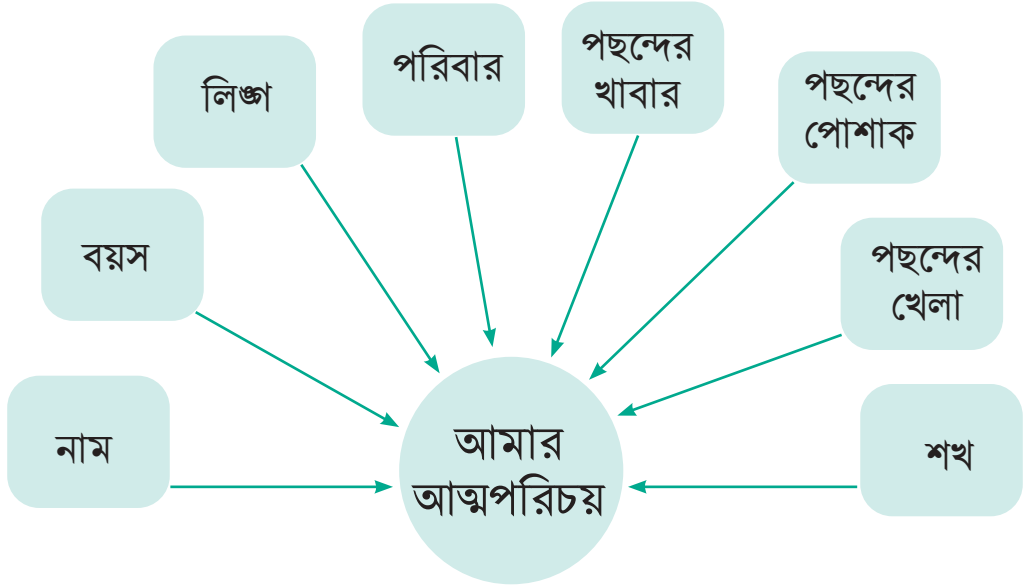 নাম
বয়স
লিঙ্গ
পরিবার
পছন্দের
খাবার
পছন্দের
পোশাক
পছন্দের
খেলা
শখ
আমার
আত্মপরিচয়